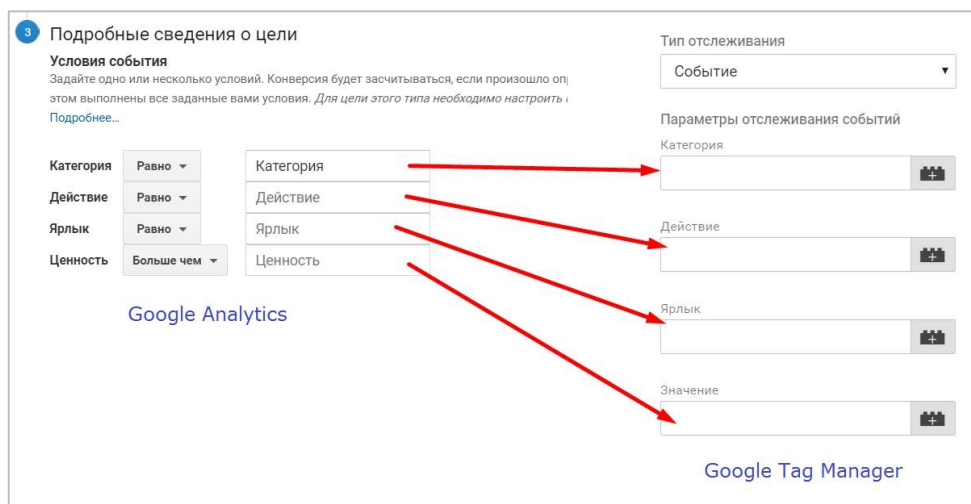 3
Подробные сведения о цели
Условия события
Задайте одно или несколько условий. Конверсия будет засчитываться, если произошло
этом выполнены все заданные вами условия. Для цели этого типа необходимо настроить
Подробнее…
Категория Равно Категория
Действие Равно Действие
Ярлык Равно Ярлык
Ценность Больше чем Ценность
Google Analytics
Тип отслеживания
Событие
Параметры отслеживания событий
Категория
Действие
Ярлык
Значение
Google Tag Manager